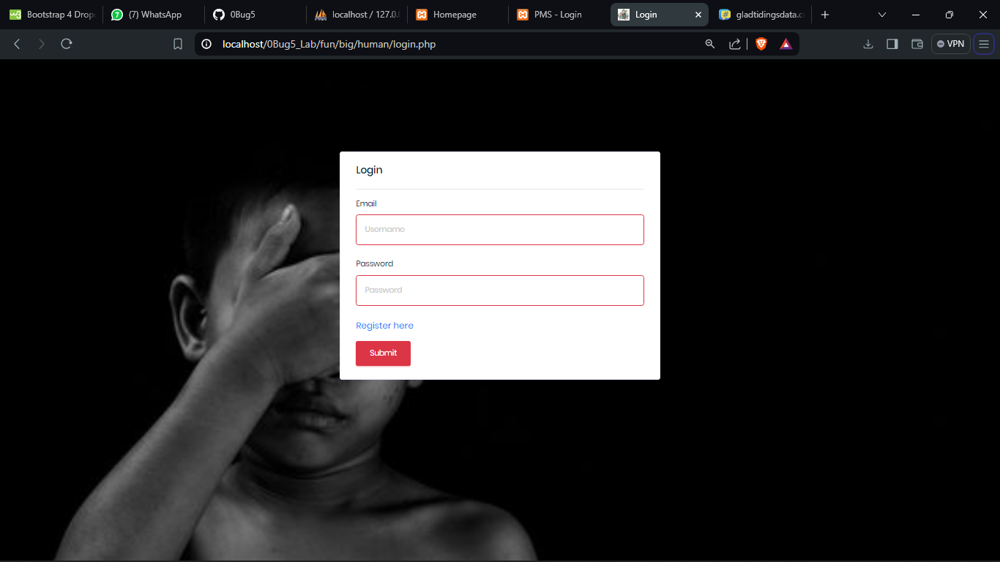 Bootstrap 4 Drop
(7) WhatsApp
0Bug5
localhost / 127.0.
Homepage
PMS - Login
Login
gladtidingsdata.c
localhost/0Bug5_Lab/fun/big/human/login.php
VPN
Login
Email
Username
Password
Password
Register here
Submit